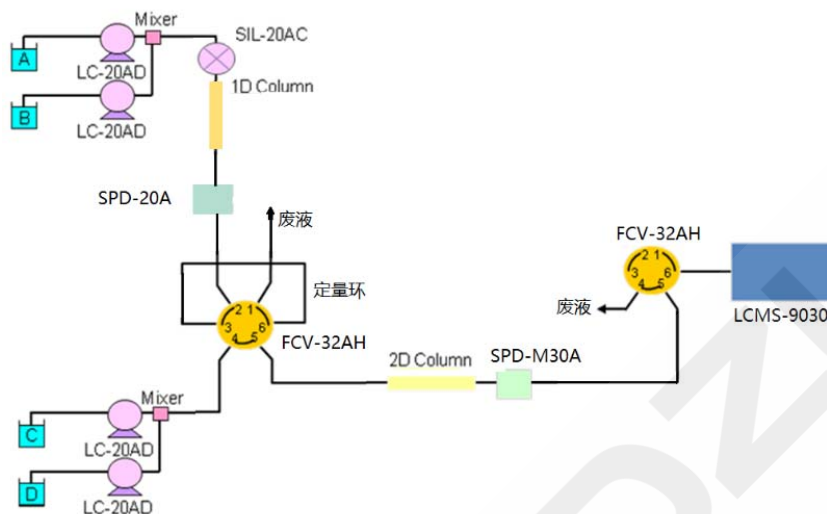 Mixer
SIL-20AC
A
LC-20AD
1D Column
B
LC-20AD
SPD-20A
废液
FCV-32AH
2 1
3 6
4 5
定量环
废液
LCMS-9030
2 1
3 6
4 5
FCV-32AH
2D Column
SPD-M30A
Mixer
C
LC-20AD
D
LC-20AD